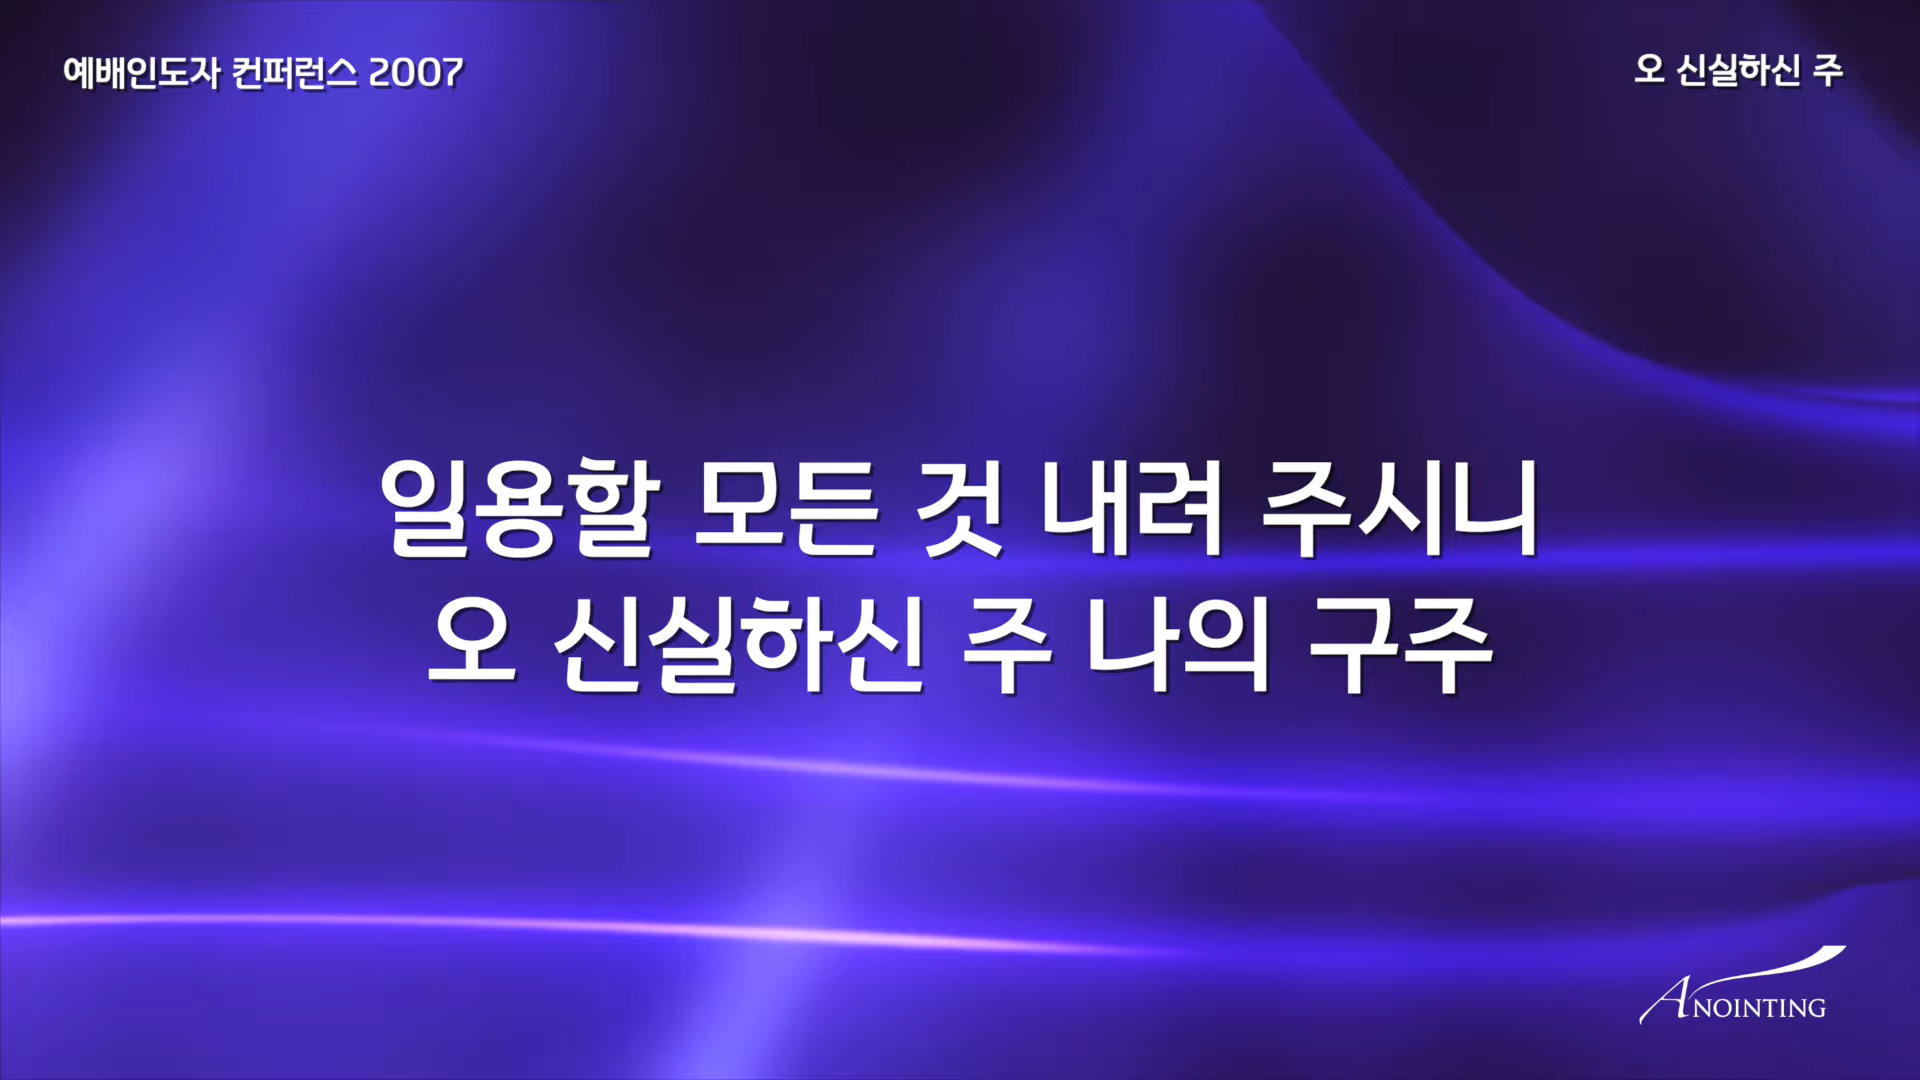 예배인도자 컨퍼런스 2007
오 신실하신 주
일용할 모든 것 내려 주시니
오 신실하신 주 나의 구주
ANOINTING